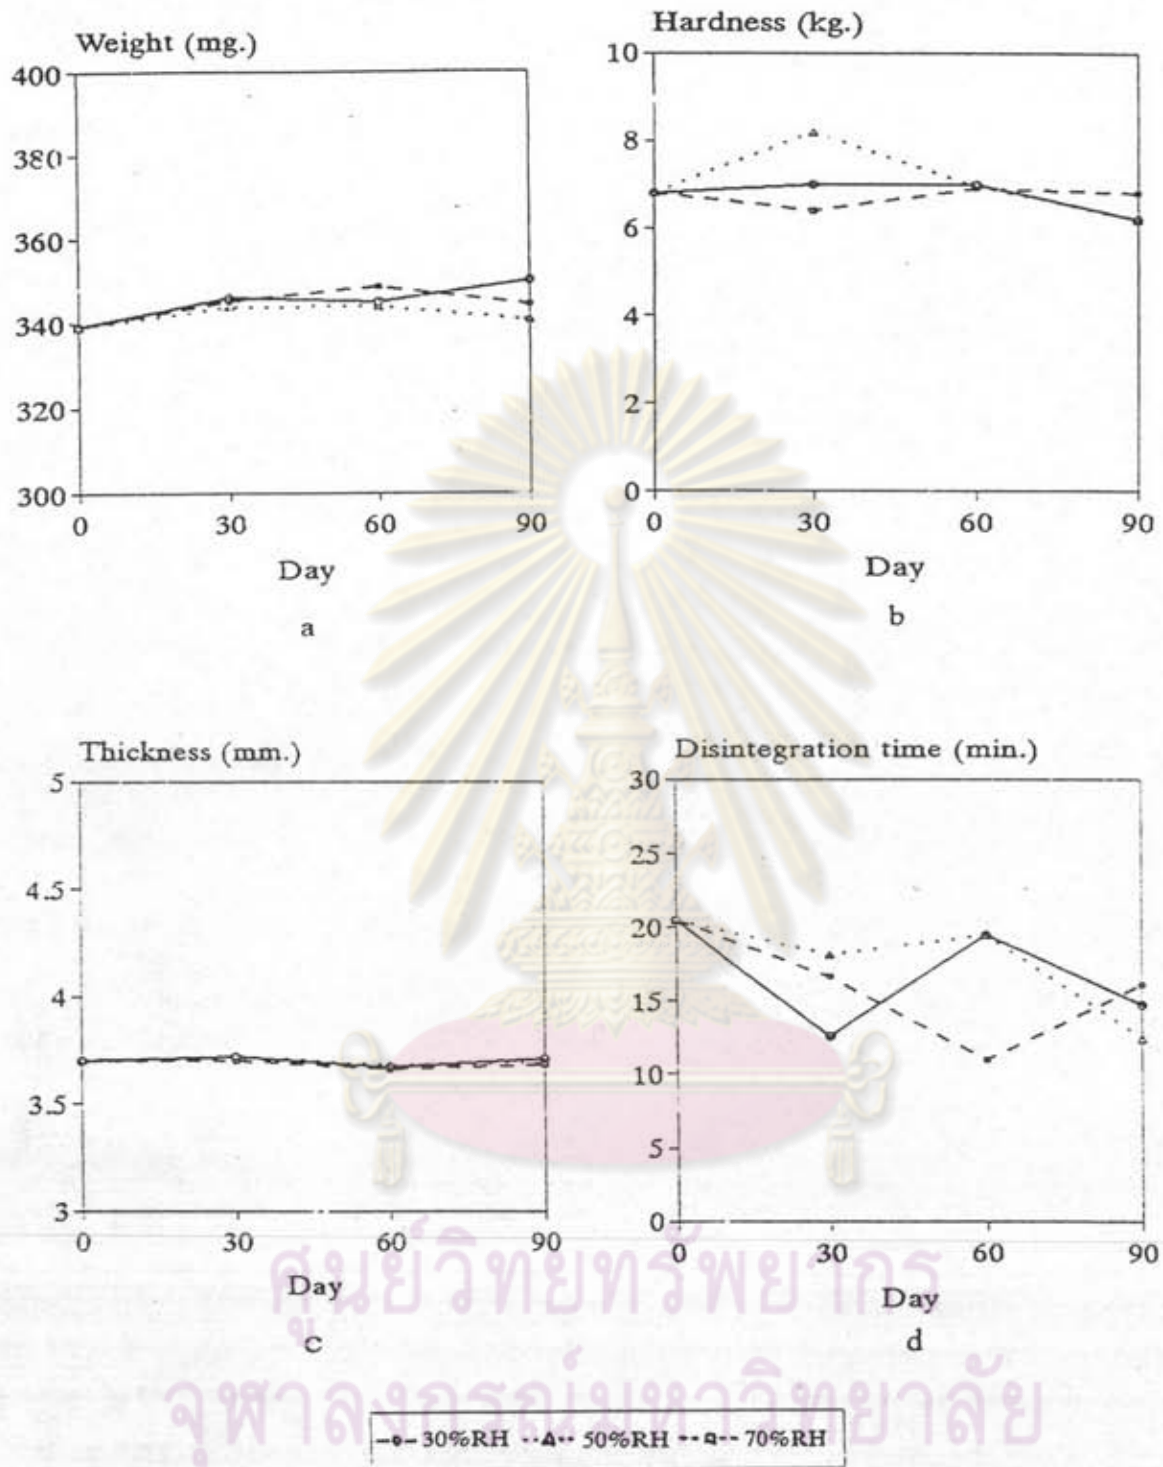 Weight (mg.)
400
380
360
340
320
300
0 30 60 90
Day
a
Hardness (kg.)
10
8
6
4
2
0
0 30 60 90
Day
b
Thickness (mm.)
5
4.5
4
3.5
3
0 30 60 90
Day
c
Disintegration time (min.)
30
25
20
15
10
5
0
0 30 60 90
Day
d
ศูนย์วิทยทรัพยากร
จุฬาลงกรณ์มหาวิทยาลัย
30%RH 50%RH 70%RH